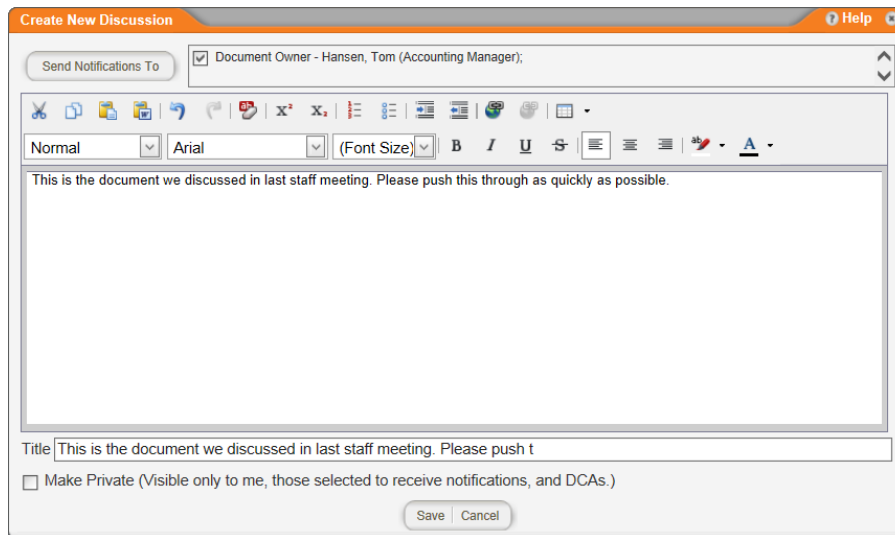 Create New Discussion Help
Send Notifications To Document Owner - Hansen, Tom (Accounting Manager);
Normal Arial (Font Size) B I U S A
This is the document we discussed in last staff meeting. Please push this through as quickly as possible.
Title This is the document we discussed in last staff meeting. Please push t
Make Private (Visible only to me, those selected to receive notifications, and DCAs.)
Save Cancel